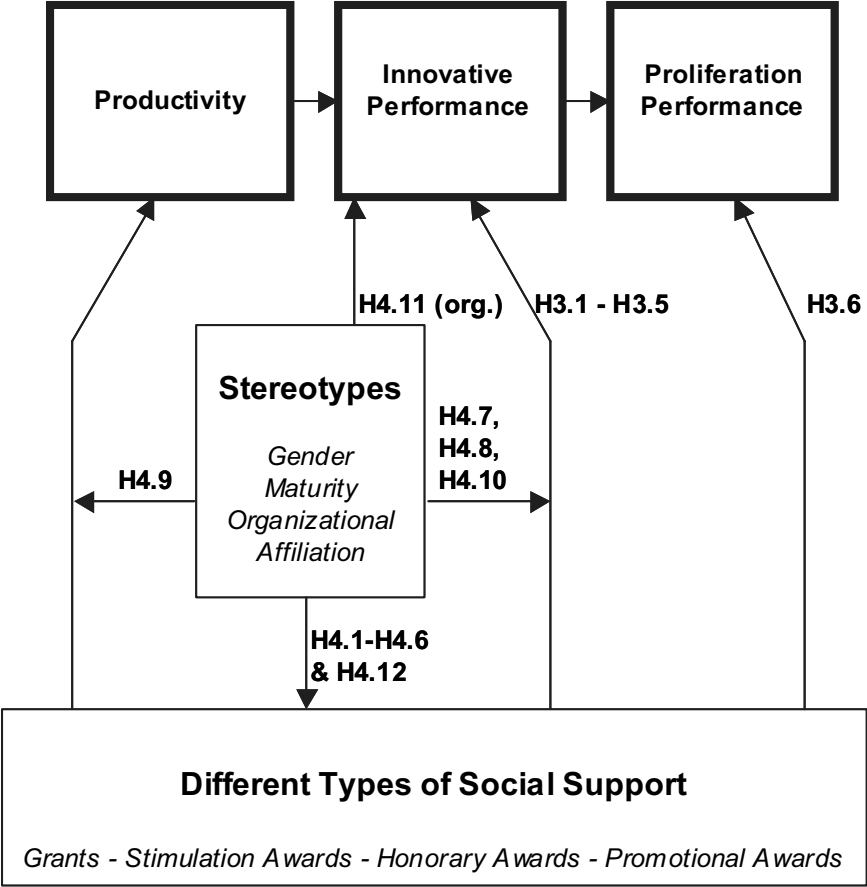 Productivity
Innovative
Performance
Proliferation
Performance
H4.11 (org.)
H3.1 - H3.5
H3.6
Stereotypes
Gender
Maturity
Organizational
Affiliation
H4.9
H4.7,
H4.8,
H4.10
H4.1-H4.6
& H4.12
Different Types of Social Support
Grants - Stimulation Awards - Honorary Awards - Promotional Awards